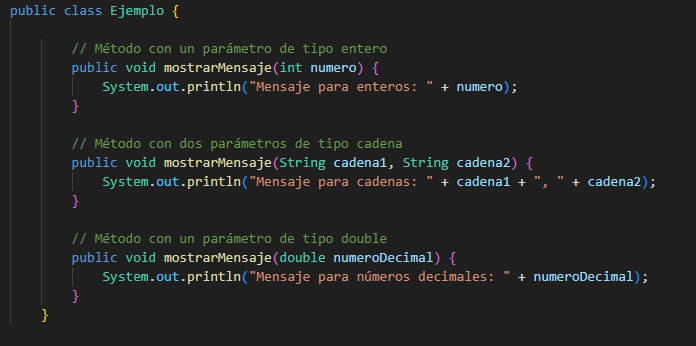 public class Ejemplo {
// Método con un parámetro de tipo entero
public void mostrarMensaje(int numero) {
System.out.println("Mensaje para enteros: " + numero);
}
// Método con dos parámetros de tipo cadena
public void mostrarMensaje(String cadena1, String cadena2) {
System.out.println("Mensaje para cadenas: " + cadena1 + ", " + cadena2);
}
// Método con un parámetro de tipo double
public void mostrarMensaje(double numeroDecimal) {
System.out.println("Mensaje para números decimales: " + numeroDecimal);
}
}